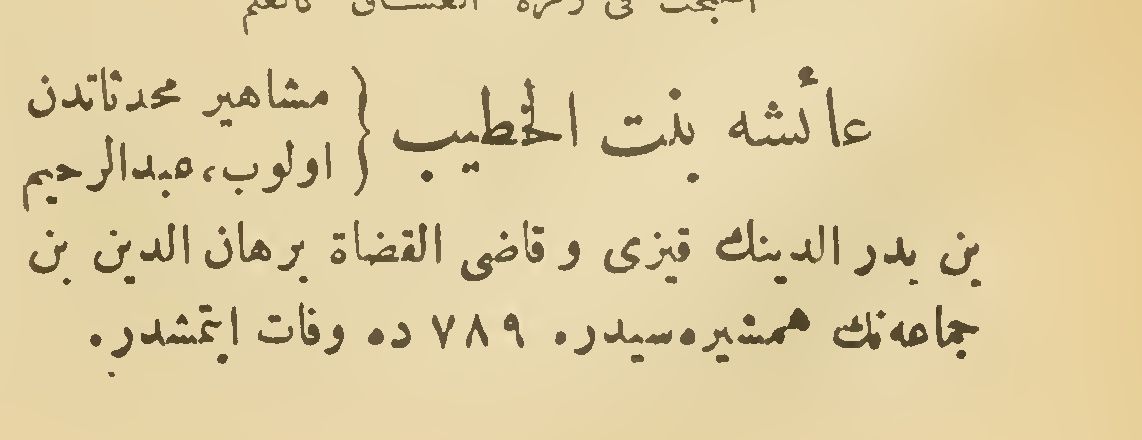 عائشه بنت الخطيب { مشاهير محدثاتدن
اولوب، عبدالرحيم
بن بدر الدينك قيزى و قاضى القضاة برهان الدين بن
جماعه‌نك همشيره‌سيدر. ٧٨٩ ده وفات ايتمشدر.